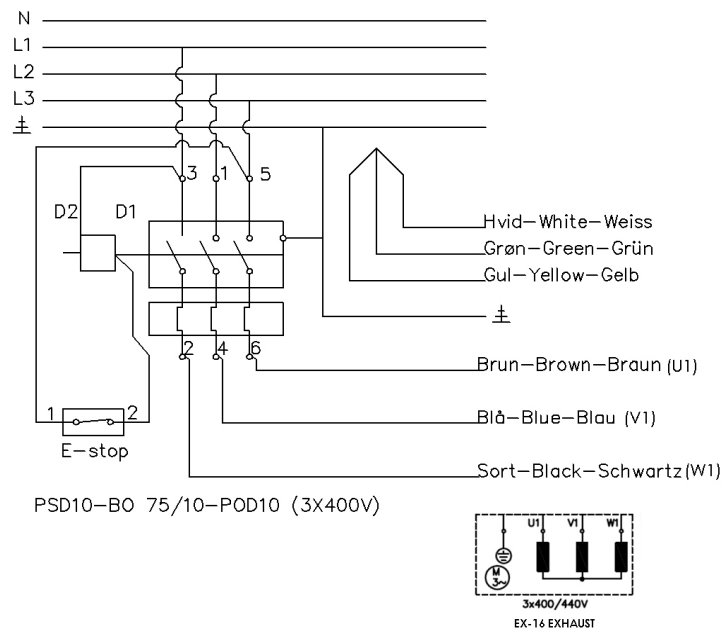 N
L1
L2
L3
3 1 5
D2 D1
Hvid-White-Weiss
Grøn-Green-Grün
Gul-Yellow-Gelb
2 4 6
Brun-Brown-Braun (U1)
1 2
Blå-Blue-Blau (V1)
E-stop
Sort-Black-Schwartz (W1)
PSD10-BO 75/10-POD10 (3X400V)
U1 V1 W1
M
3~
3x400/440V
EX-16 EXHAUST